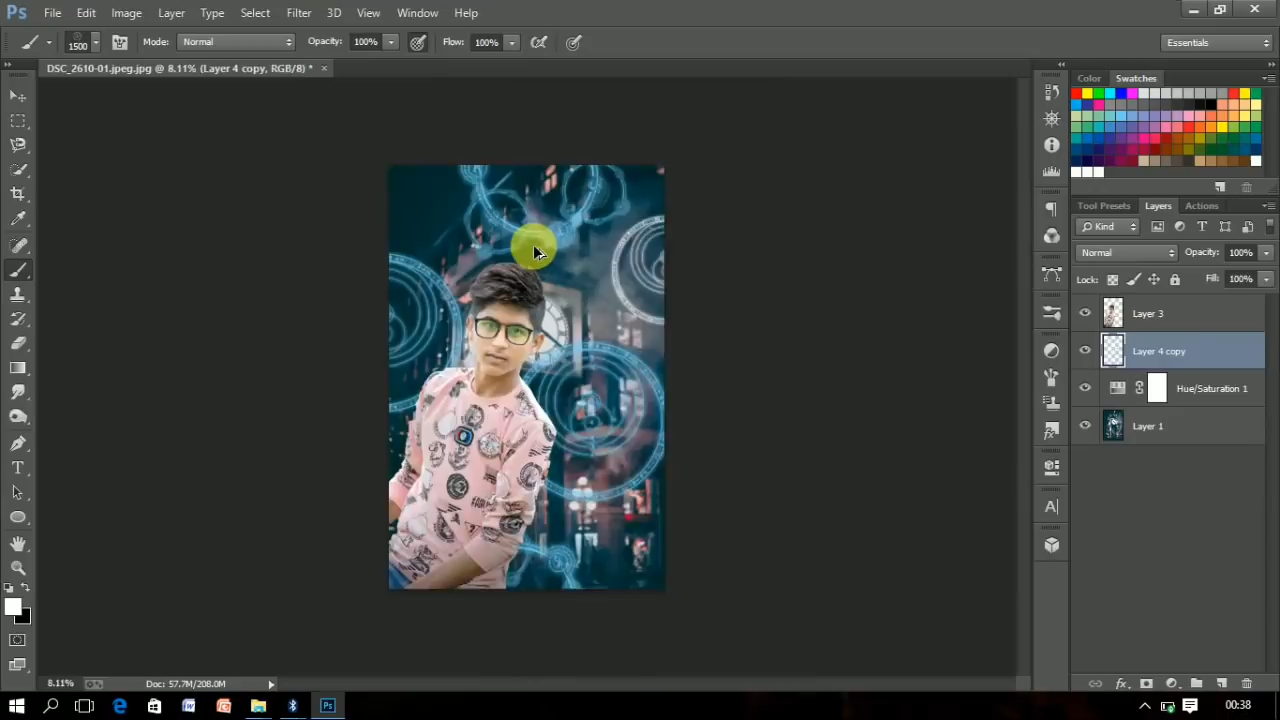 Ps File Edit Image Layer Type Select Filter 3D View Window Help
1500 Mode: Normal Opacity: 100% Flow: 100% Essentials
DSC_2610-01.jpeg.jpg @ 8.11% (Layer 4 copy, RGB/8) * ×
Color Swatches
Tool Presets Layers Actions
Kind
Normal Opacity: 100%
Lock: Fill: 100%
Layer 3
Layer 4 copy
Hue/Saturation 1
Layer 1
8.11% Doc: 57.7M/208.0M
00:38